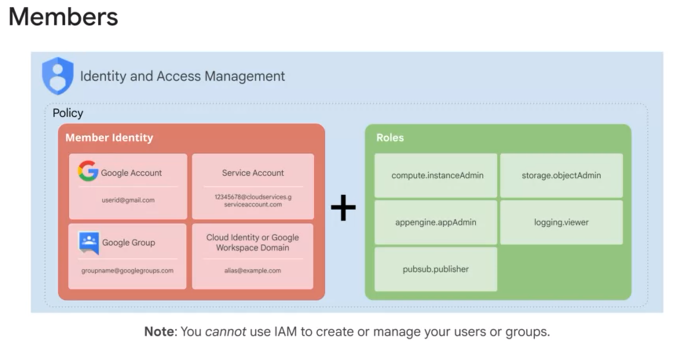 Members
Identity and Access Management
Policy
Member Identity
Google Account
userid@gmail.com
Service Account
12345678@cloudservices.g
serviceaccount.com
Google Group
groupname@googlegroups.com
Cloud Identity or Google
Workspace Domain
alias@example.com
+
Roles
compute.instanceAdmin
storage.objectAdmin
appengine.appAdmin
logging.viewer
pubsub.publisher
Note: You cannot use IAM to create or manage your users or groups.